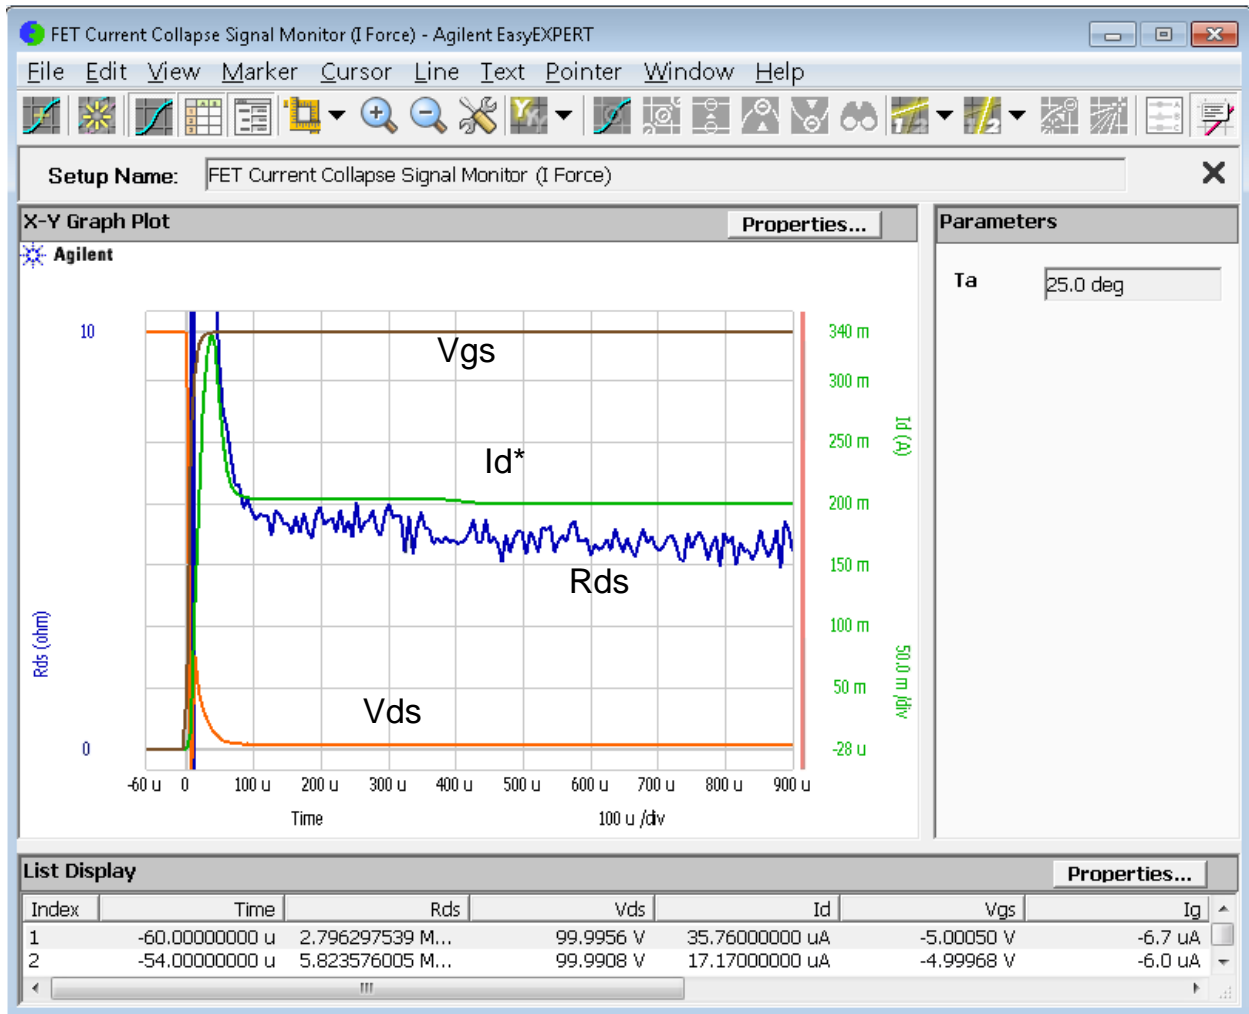 FET Current Collapse Signal Monitor (I Force) - Agilent EasyEXPERT
File Edit View Marker Cursor Line Text Pointer Window Help
Setup Name: FET Current Collapse Signal Monitor (I Force)
X-Y Graph Plot Properties... Parameters
Agilent
Ta 25.0 deg
10 340 m
Vgs
300 m
250 m
Id (A)
Id*
200 m
150 m
Rds
100 m
Rds (ohm)
50.0 m /div
50 m
Vds
0 -28 u
-60 u 0 100 u 200 u 300 u 400 u 500 u 600 u 700 u 800 u 900 u
Time 100 u /div
List Display Properties...
Index Time Rds Vds Id Vgs Ig
1 -60.00000000 u 2.796297539 M... 99.9956 V 35.76000000 uA -5.00050 V -6.7 uA
2 -54.00000000 u 5.823576005 M... 99.9908 V 17.17000000 uA -4.99968 V -6.0 uA